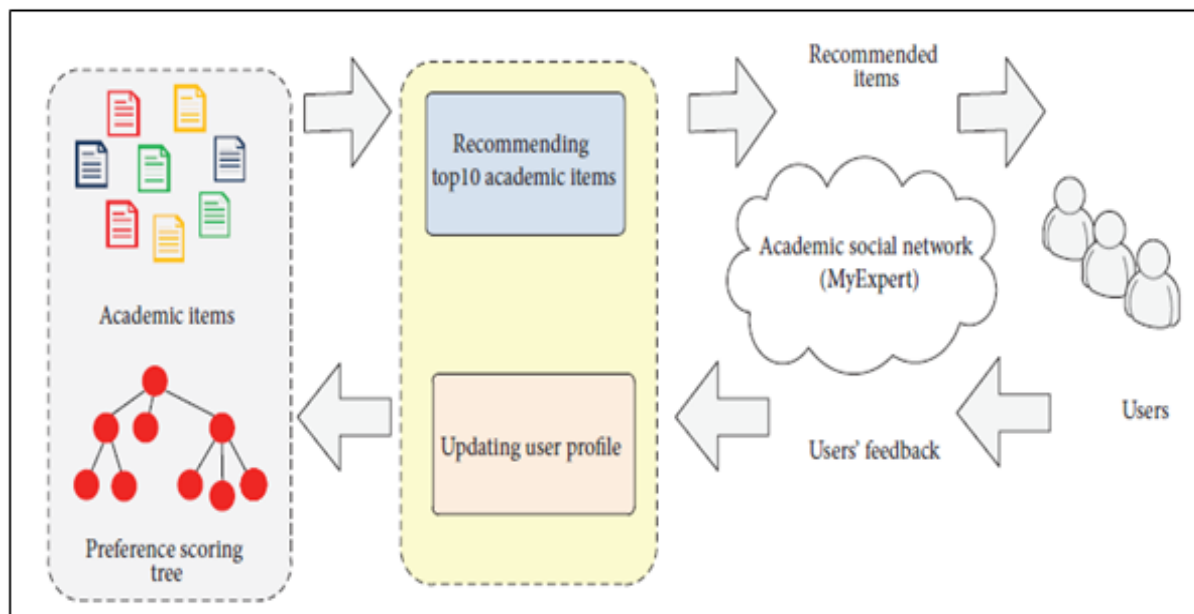 Academic items
Preference scoring
tree
Recommending
top10 academic items
Updating user profile
Recommended
items
Academic social network
(MyExpert)
Users' feedback
Users